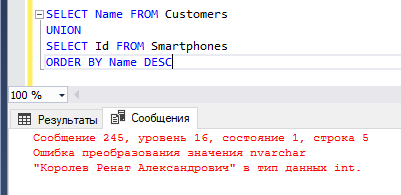 SELECT Name FROM Customers
UNION
SELECT Id FROM Smartphones
ORDER BY Name DESC
100 %
Результаты Сообщения
Сообщение 245, уровень 16, состояние 1, строка 5
Ошибка преобразования значения nvarchar
"Королев Ренат Александрович" в тип данных int.